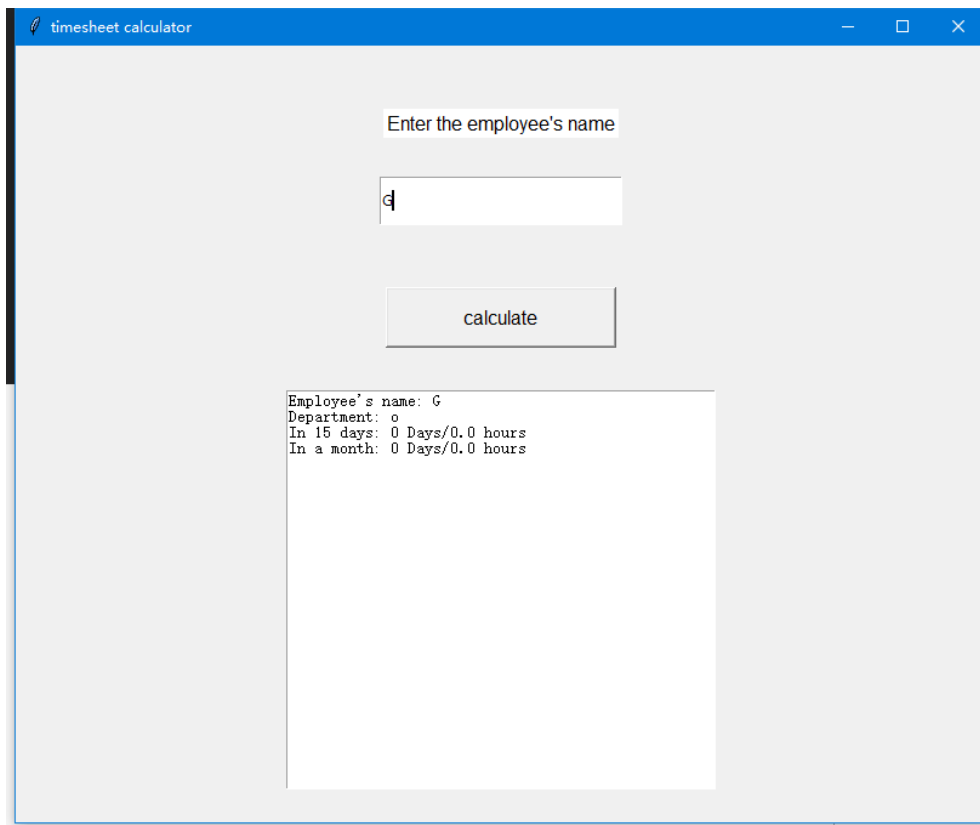 timesheet calculator
Enter the employee's name
G
calculate
Employee's name: G
Department: o
In 15 days: 0 Days/0.0 hours
In a month: 0 Days/0.0 hours